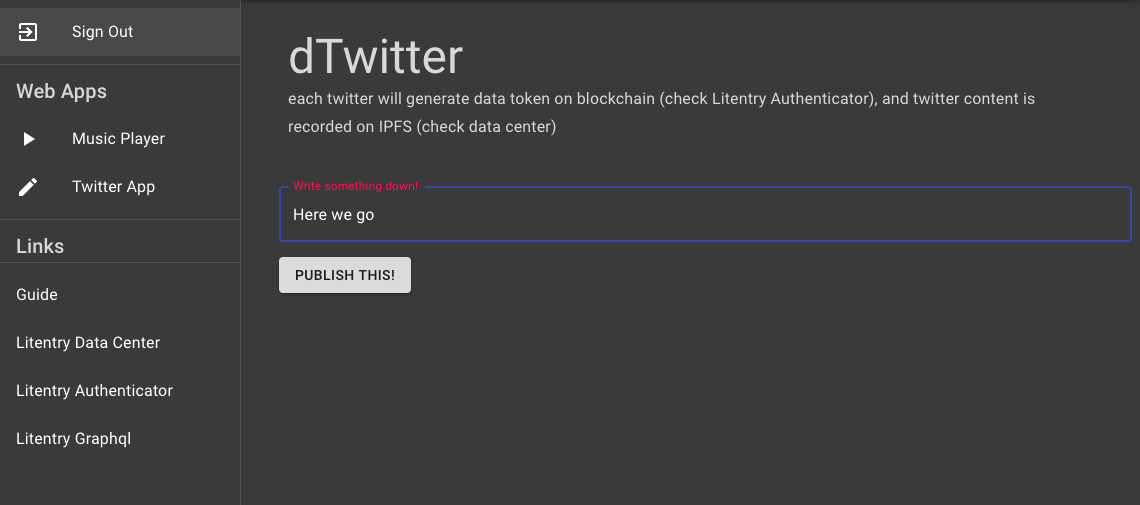 Sign Out
Web Apps
Music Player
Twitter App
Links
Guide
Litentry Data Center
Litentry Authenticator
Litentry Graphql
dTwitter
each twitter will generate data token on blockchain (check Litentry Authenticator), and twitter content is
recorded on IPFS (check data center)
Write something down!
Here we go
PUBLISH THIS!